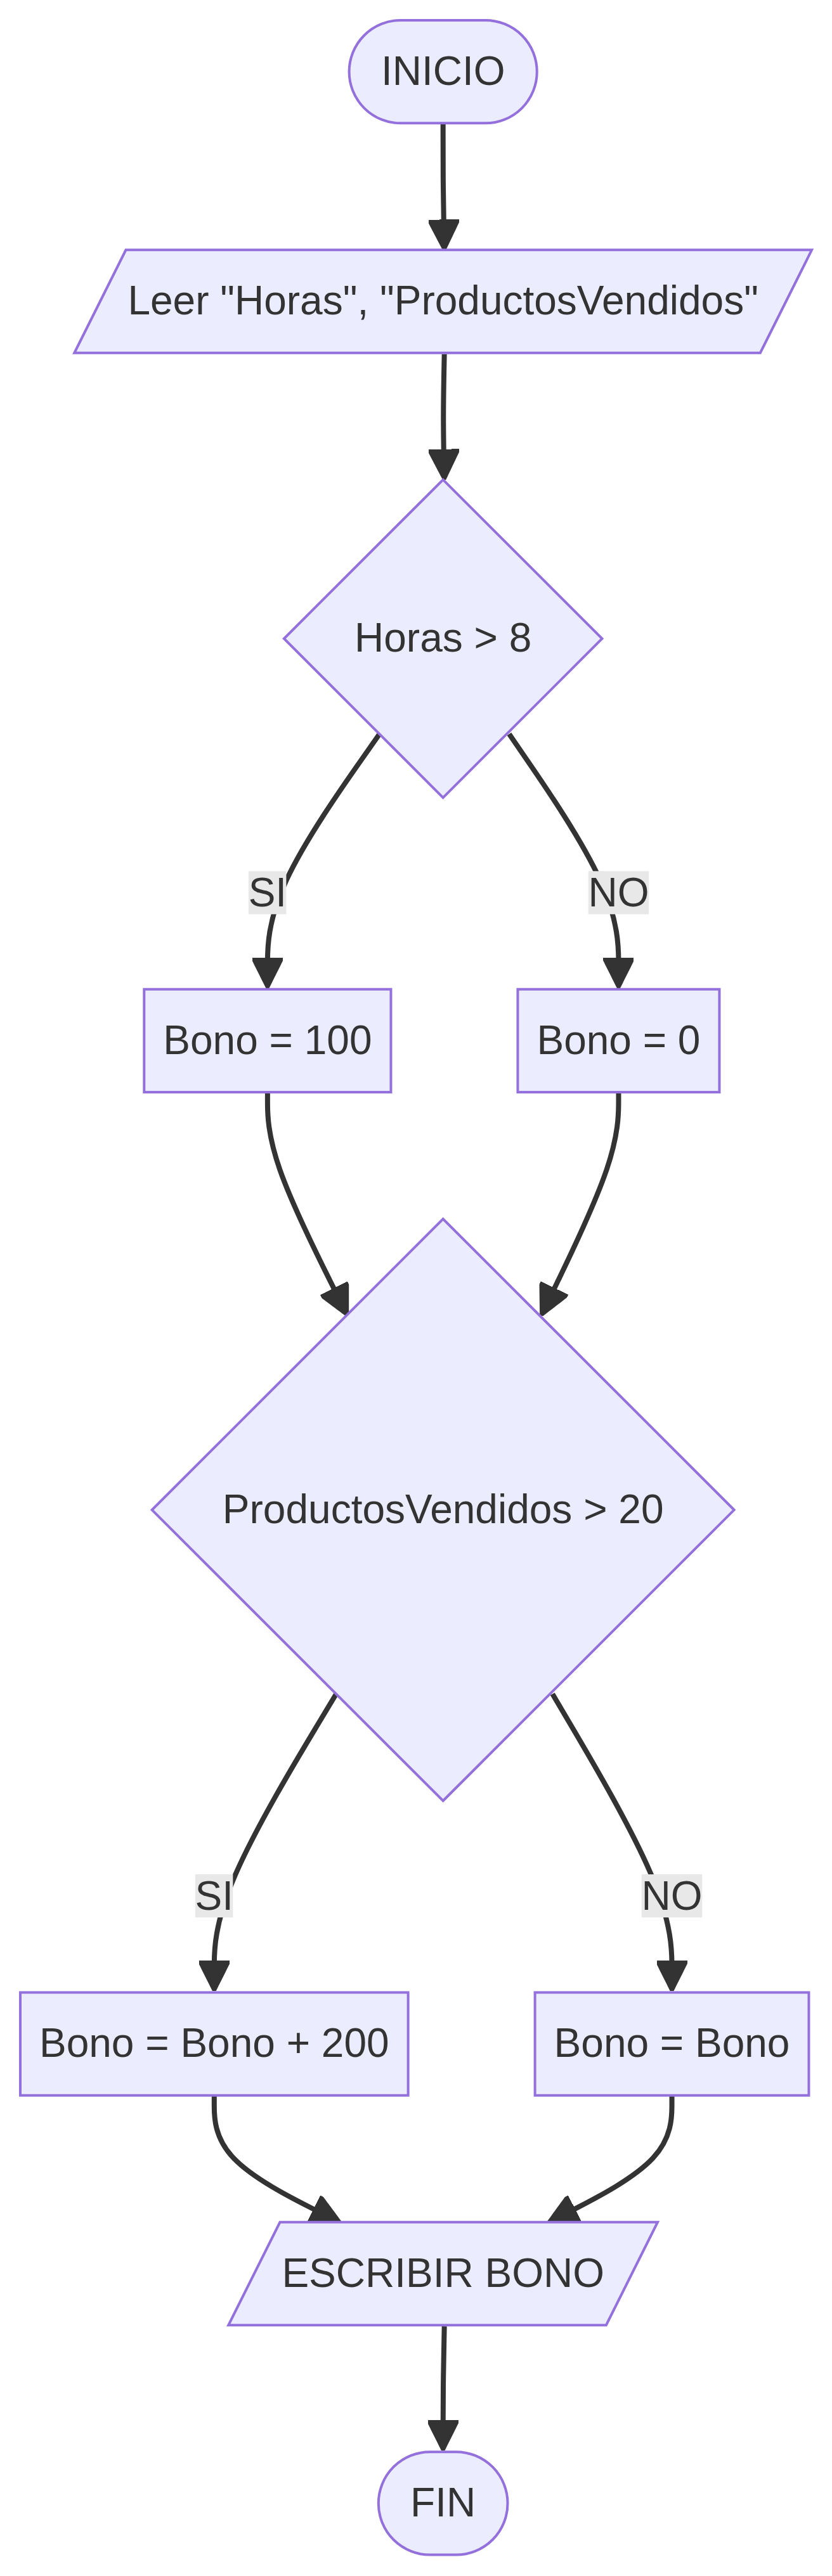 INICIO
Leer "Horas", "ProductosVendidos"
Horas > 8
SI
NO
Bono = 100
Bono = 0
ProductosVendidos > 20
SI
NO
Bono = Bono + 200
Bono = Bono
ESCRIBIR BONO
FIN